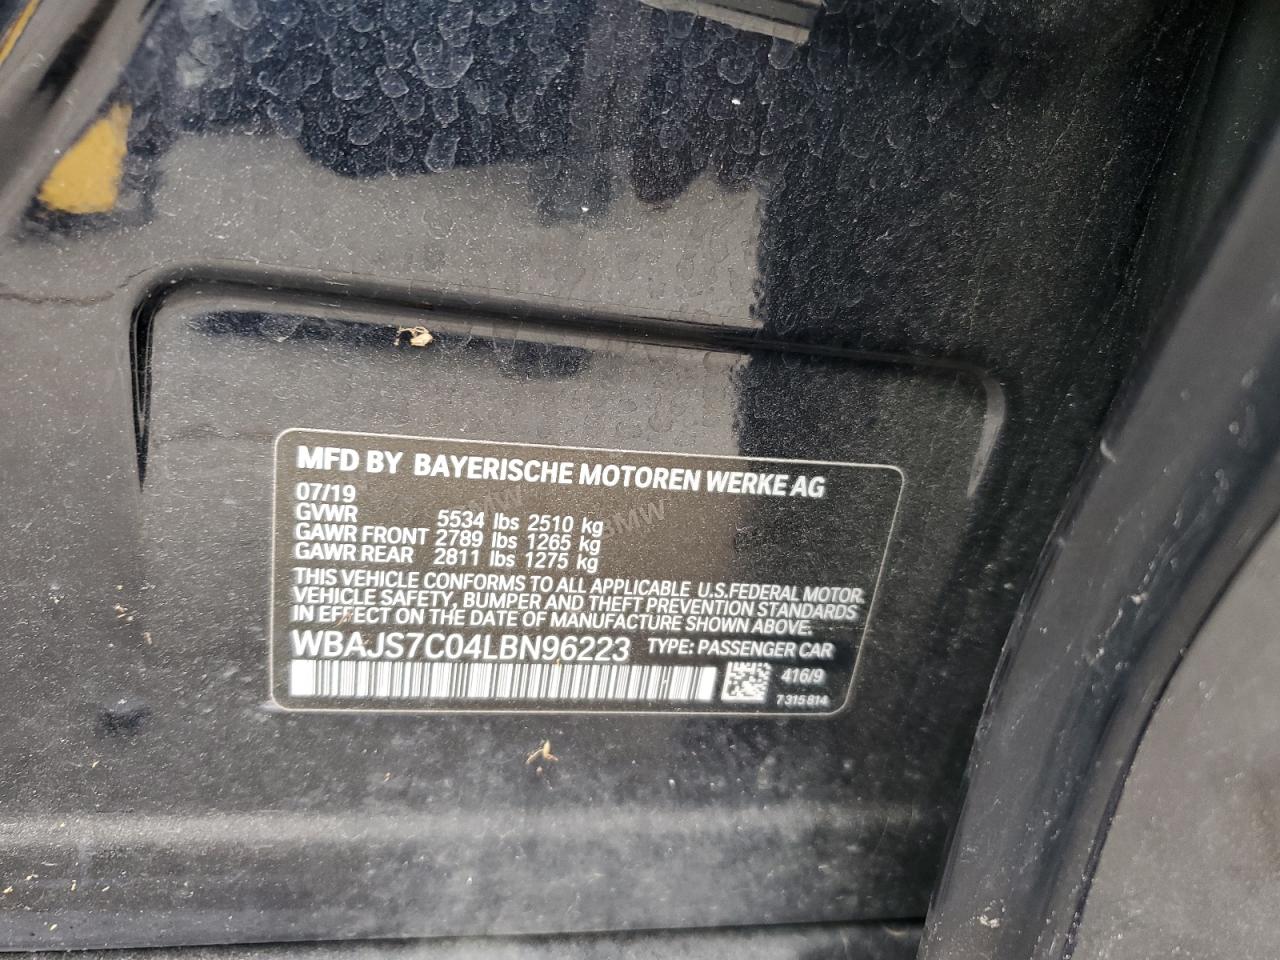 MFD BY BAYERISCHE MOTOREN WERKE AG
07/19
GVWR 5534 lbs 2510 kg
GAWR FRONT 2789 lbs 1265 kg
GAWR REAR 2811 lbs 1275 kg
THIS VEHICLE CONFORMS TO ALL APPLICABLE U.S.FEDERAL MOTOR
VEHICLE SAFETY, BUMPER AND THEFT PREVENTION STANDARDS
IN EFFECT ON THE DATE OF MANUFACTURE SHOWN ABOVE.
WBAJS7C04LBN96223 TYPE: PASSENGER CAR
416/9
7 315 814
BMW
BMW